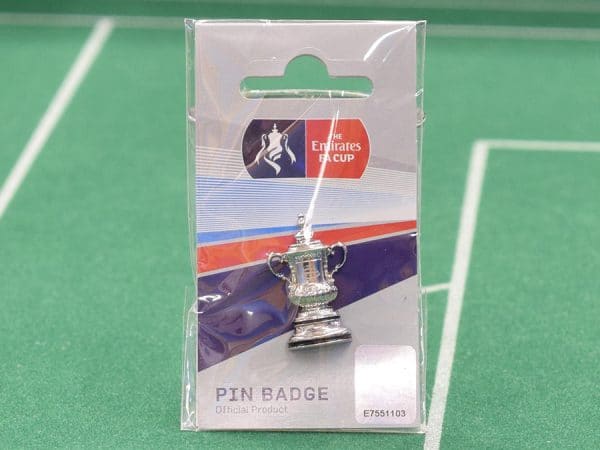 THE
Emirates
FA CUP
PIN BADGE
Official Product
E7551103